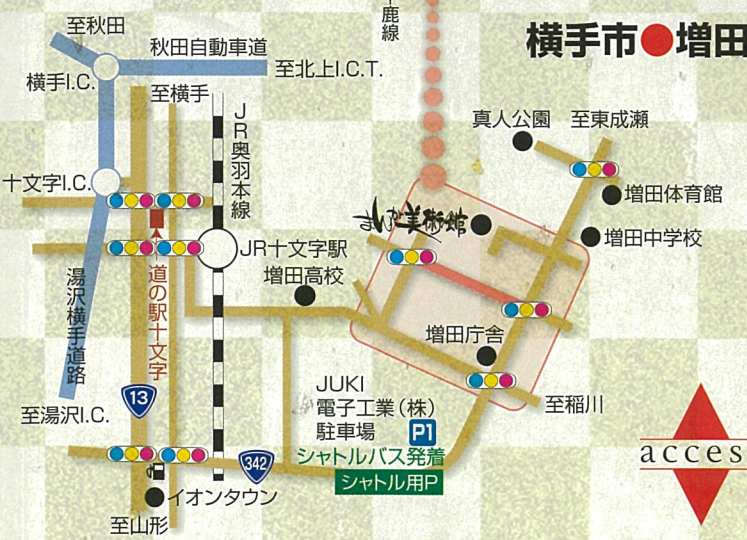 至秋田
秋田自動車道
横手I.C.
至北上I.C.T.
至横手
鹿線
横手市●増田
JR奥羽本線
真人公園
至東成瀬
十文字I.C.
増田体育館
まんが美術館
増田中学校
JR十文字駅
増田高校
湯沢横手道路
道の駅十文字
増田庁舎
13
至湯沢I.C.
JUKI
電子工業(株)
駐車場
P1
至稲川
シャトルバス発着
シャトル用P
342
イオンタウン
至山形
acces